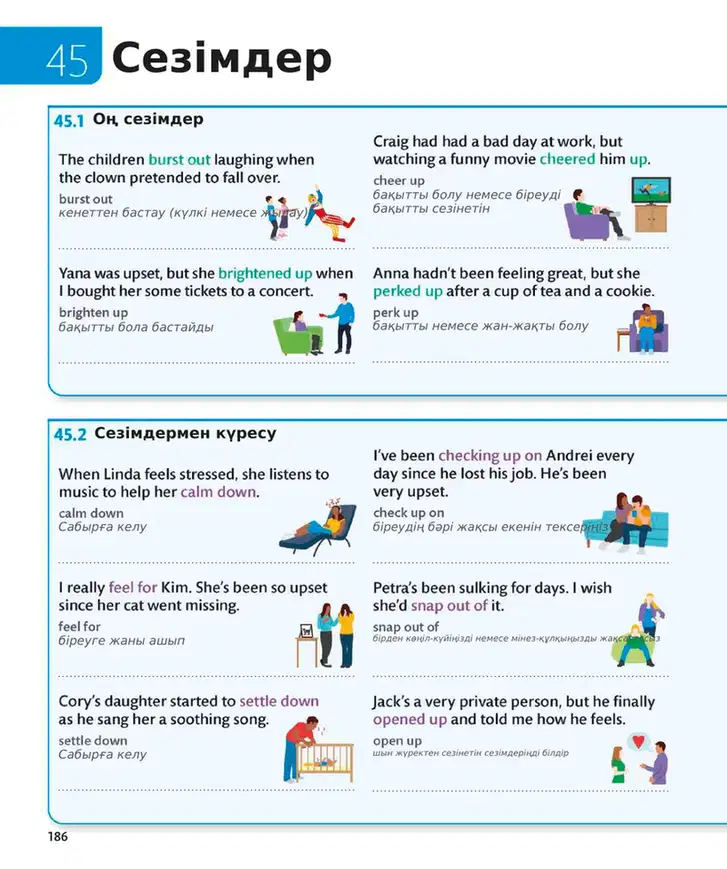 45 Сезімдер
45.1 Оң сезімдер
The children burst out laughing when
the clown pretended to fall over.
burst out
кенеттен бастау (күлкі немесе жылау)
Craig had had a bad day at work, but
watching a funny movie cheered him up.
cheer up
бақытты болу немесе біреуді
бақытты сезінетін
Yana was upset, but she brightened up when
I bought her some tickets to a concert.
brighten up
бақытты бола бастайды
Anna hadn't been feeling great, but she
perked up after a cup of tea and a cookie.
perk up
бақытты немесе жан-жақты болу
45.2 Сезімдермен күресу
When Linda feels stressed, she listens to
music to help her calm down.
calm down
Сабырға келу
I've been checking up on Andrei every
day since he lost his job. He's been
very upset.
check up on
біреудің бәрі жақсы екенін тексеріңіз
I really feel for Kim. She's been so upset
since her cat went missing.
feel for
біреуге жаны ашып
Petra's been sulking for days. I wish
she'd snap out of it.
snap out of
бірден көңіл-күйіңізді немесе мінез-құлқыңызды
Cory's daughter started to settle down
as he sang her a soothing song.
settle down
Сабырға келу
Jack's a very private person, but he finally
opened up and told me how he feels.
open up
шын жүректен сезінетін сезімдеріңді білдір
186